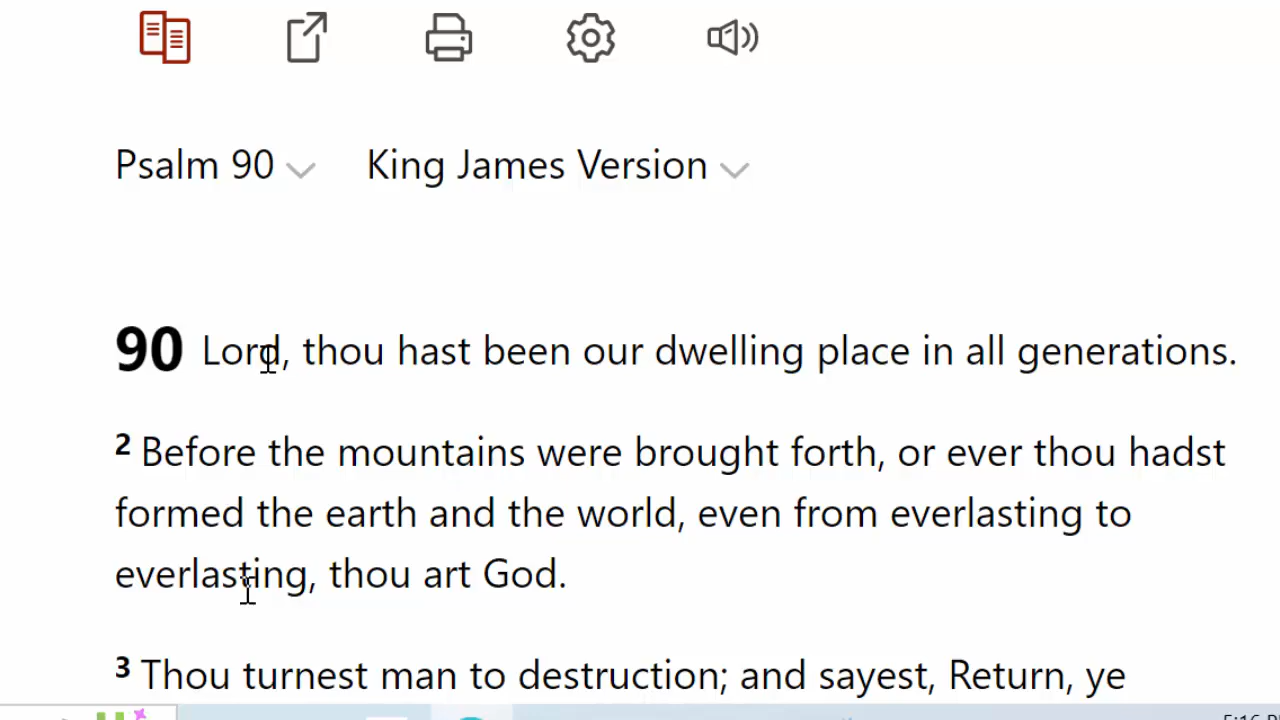 Psalm 90 King James Version
90 Lord, thou hast been our dwelling place in all generations.
2 Before the mountains were brought forth, or ever thou hadst
formed the earth and the world, even from everlasting to
everlasting, thou art God.
3 Thou turnest man to destruction; and sayest, Return, ye